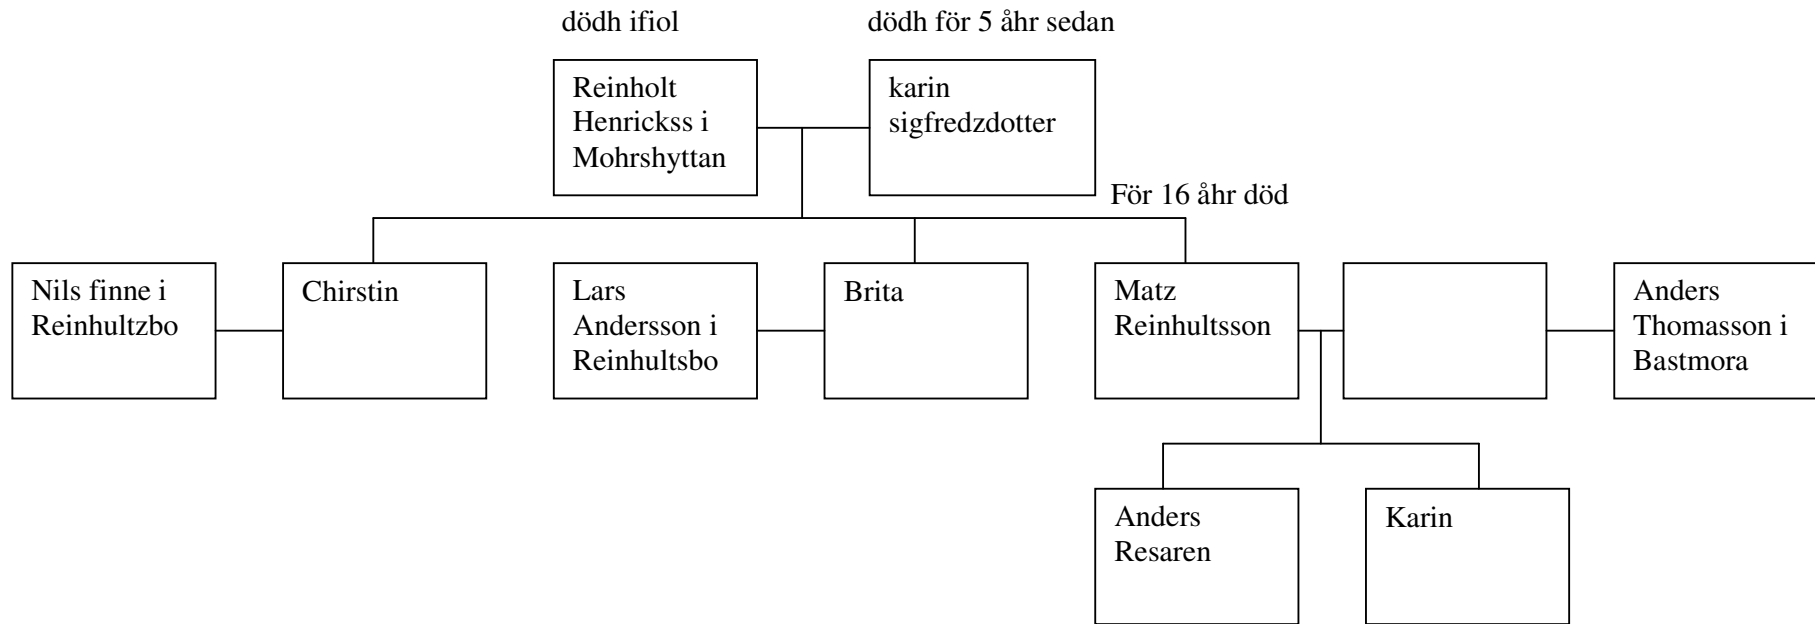 dödh ifiol
dödh för 5 åhr sedan
Reinholt
Henrickss i
Mohrshyttan
karin
sigfredzdotter
För 16 åhr död
Nils finne i
Reinhultzbo
Chirstin
Lars
Andersson i
Reinhultsbo
Brita
Matz
Reinhultsson
Anders
Thomasson i
Bastmora
Anders
Resaren
Karin